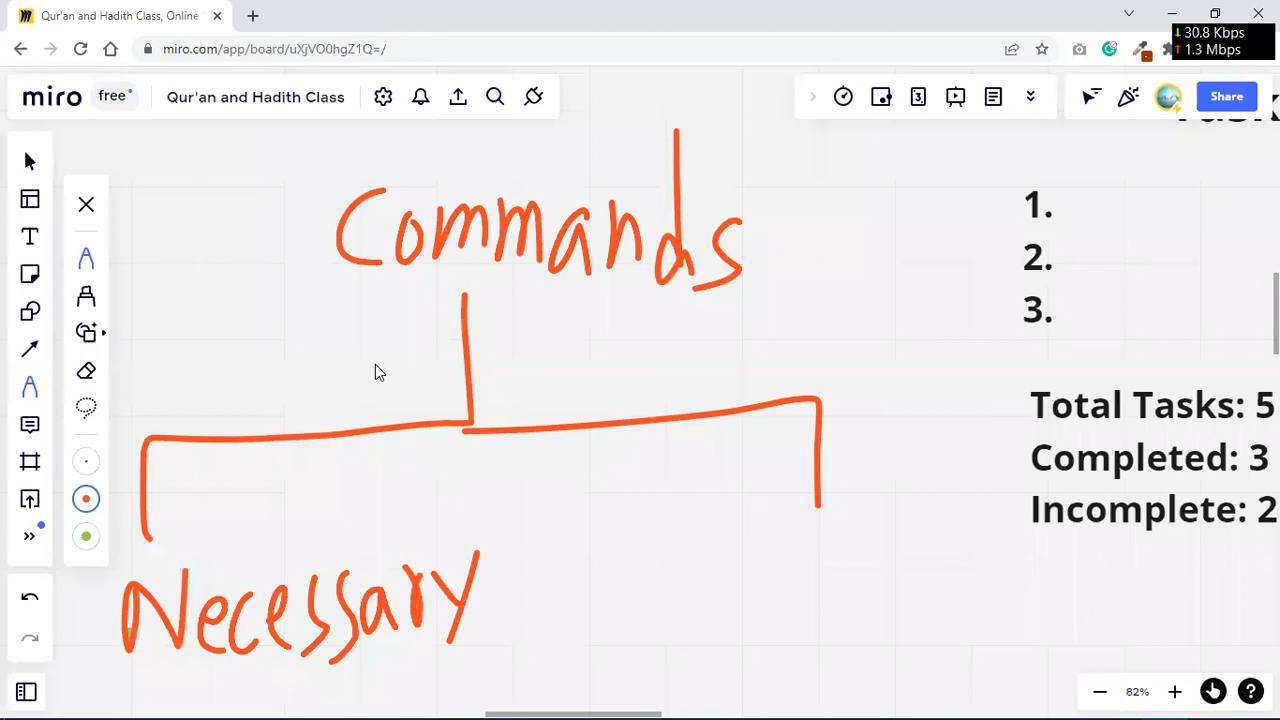 Qur'an and Hadith Class, Online
miro.com/app/board/uXjVO0hgZ1Q=/
30.8 Kbps
1.3 Mbps
miro free
Qur'an and Hadith Class
3
Share
Commands
1.
2.
3.
Total Tasks: 5
Completed: 3
Incomplete: 2
Necessary
82%